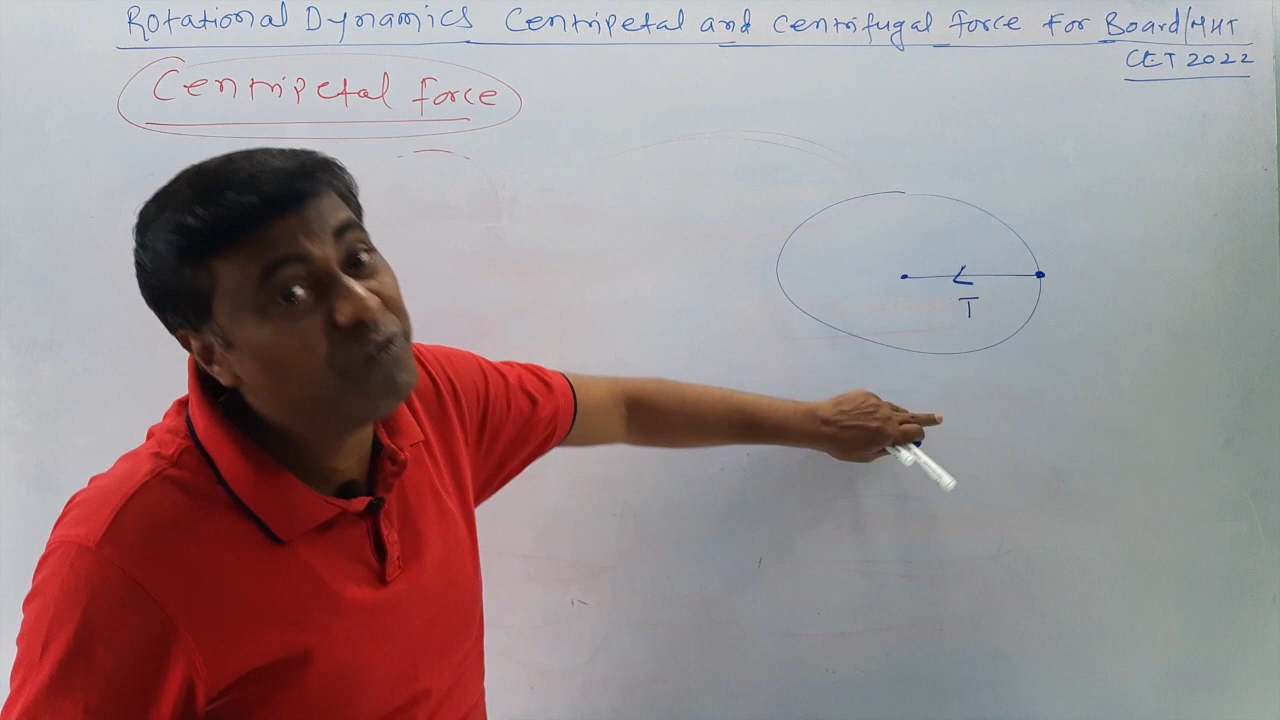 Rotational Dynamics Centripetal and Centrifugal force For Board/MHT
CET 2022
Centripetal force
T